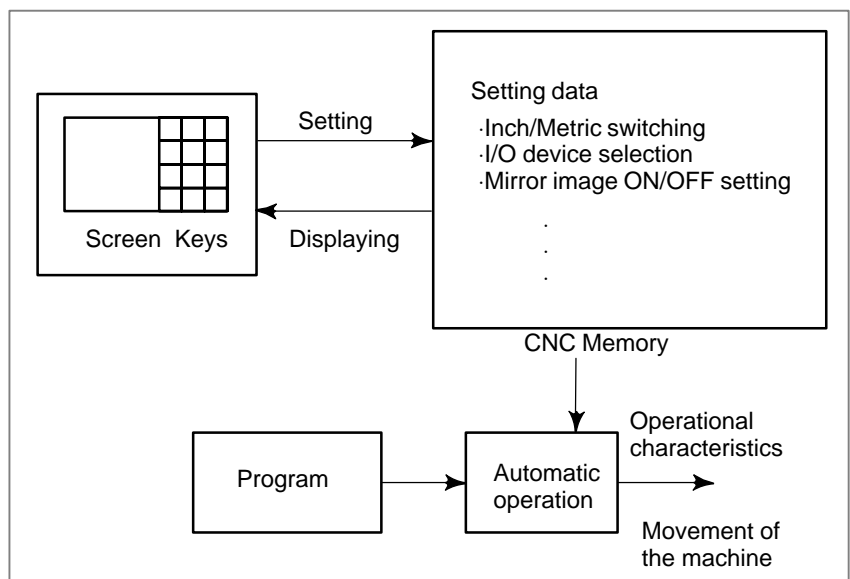 Setting data
·Inch/Metric switching
·I/O device selection
·Mirror image ON/OFF setting
.
.
.
Setting
Displaying
Screen Keys
CNC Memory
Program
Automatic
operation
Operational
characteristics
Movement of
the machine